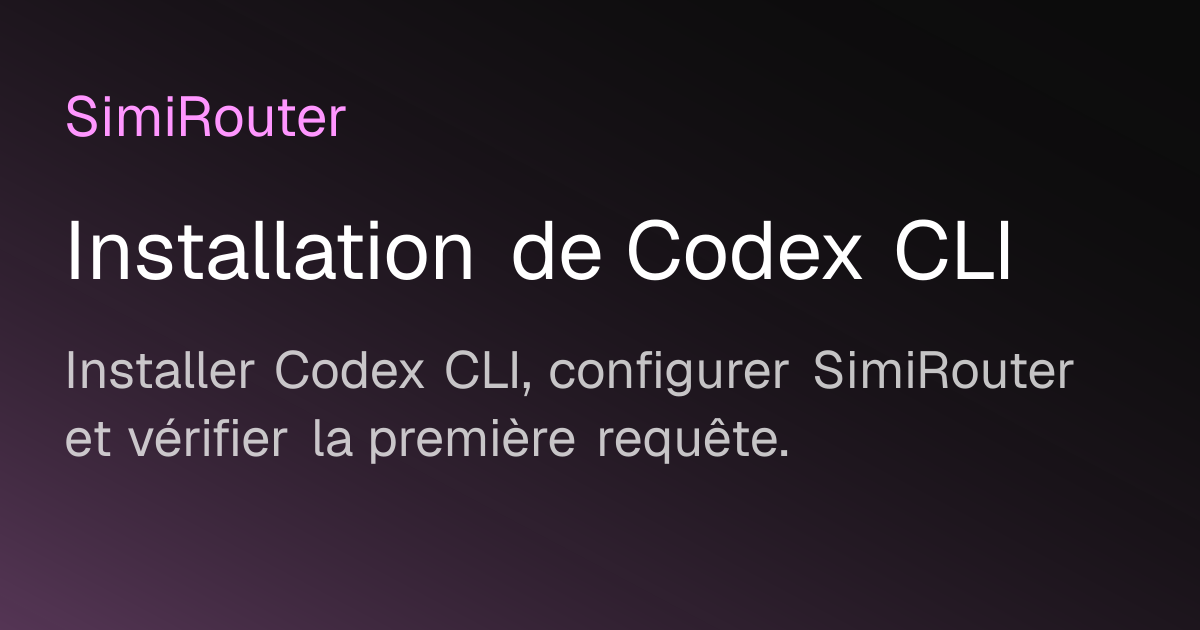 SimiRouter
Installation de Codex CLI
Installer Codex CLI, configurer SimiRouter
et vérifier la première requête.